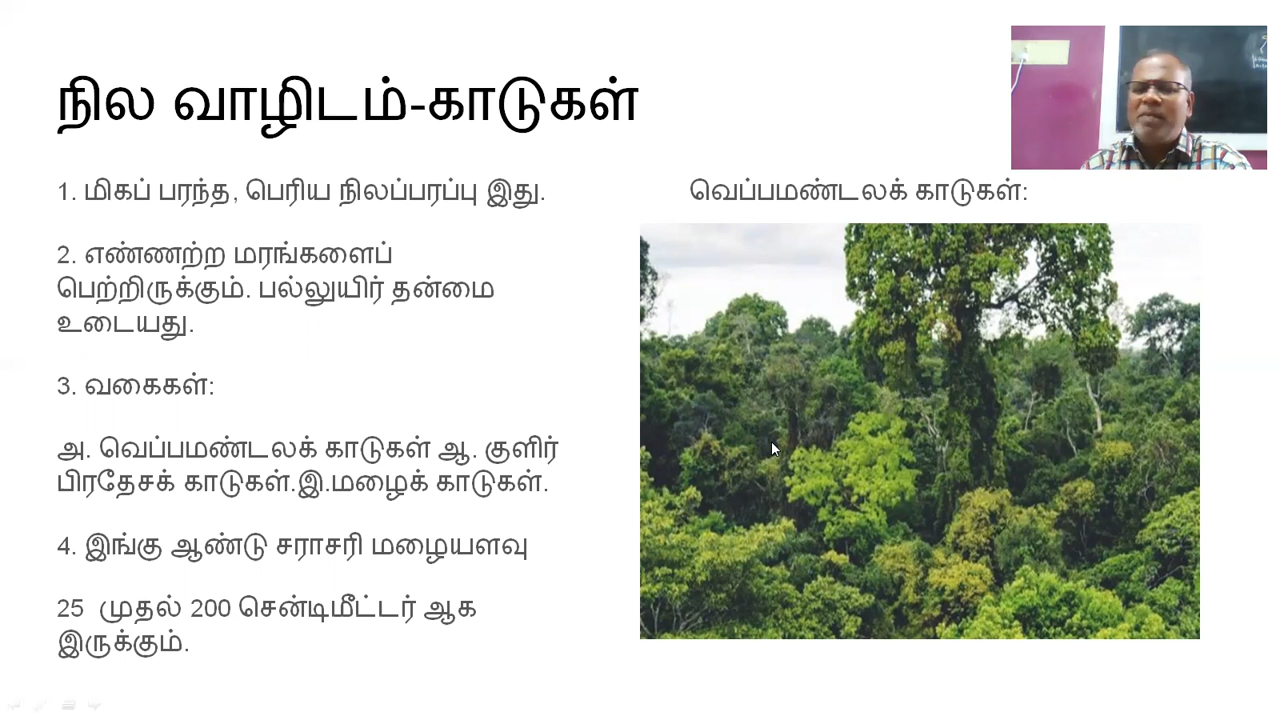 நில வாழிடம்-காடுகள்
1. மிகப் பரந்த, பெரிய நிலப்பரப்பு இது.
2. எண்ணற்ற மரங்களைப்
பெற்றிருக்கும். பல்லுயிர் தன்மை
உடையது.
3. வகைகள்:
அ. வெப்பமண்டலக் காடுகள் ஆ. குளிர்
பிரதேசக் காடுகள்.இ.மழைக் காடுகள்.
4. இங்கு ஆண்டு சராசரி மழையளவு
25 முதல் 200 சென்டிமீட்டர் ஆக
இருக்கும்.
வெப்பமண்டலக் காடுகள்: